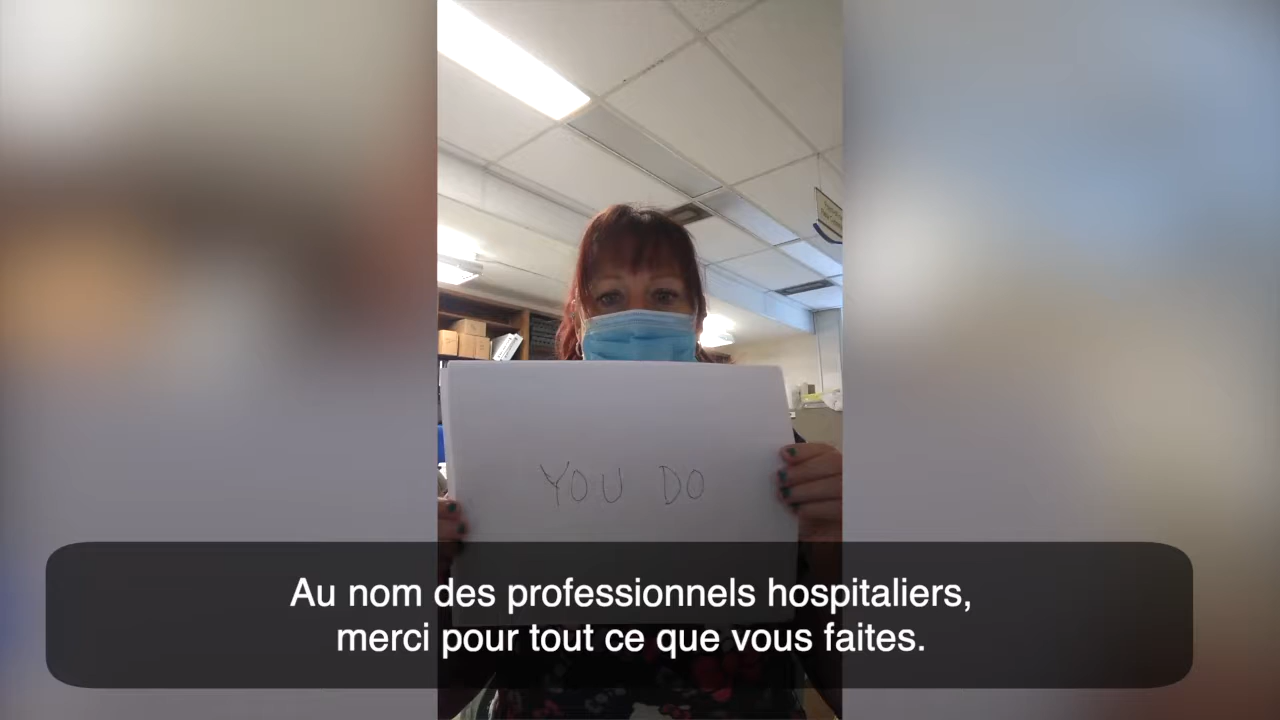 YOU DO
Au nom des professionnels hospitaliers,
merci pour tout ce que vous faites.